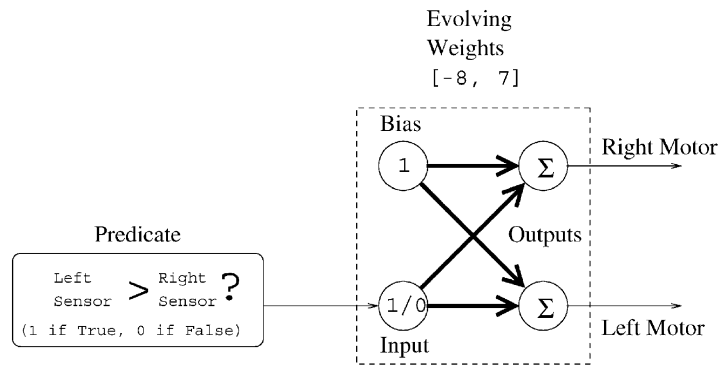 Evolving
Weights
[-8, 7]
Bias
1
Σ
Right Motor
Predicate
Outputs
Left Right
Sensor > Sensor ?
(1 if True, 0 if False)
1/0
Σ
Input
Left Motor